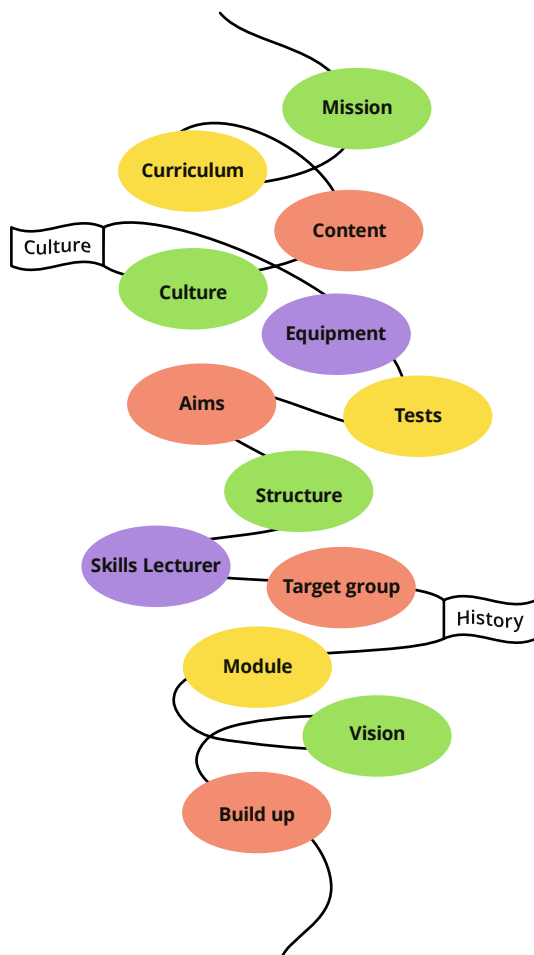 Mission
Curriculum
Content
Culture
Culture
Equipment
Aims
Tests
Structure
Skills Lecturer
Target group
History
Module
Vision
Build up